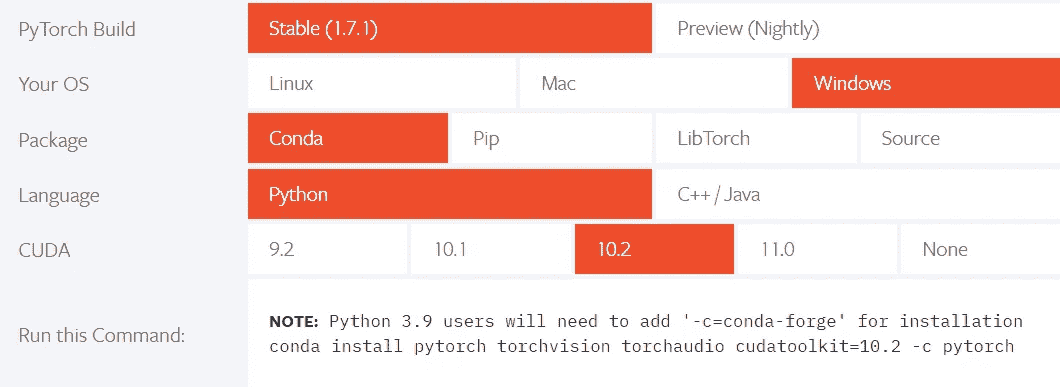 PyTorch Build Stable (1.7.1) Preview (Nightly)
Your OS Linux Mac Windows
Package Conda Pip LibTorch Source
Language Python C++ / Java
CUDA 9.2 10.1 10.2 11.0 None
Run this Command: NOTE: Python 3.9 users will need to add '-c=conda-forge' for installation
conda install pytorch torchvision torchaudio cudatoolkit=10.2 -c pytorch